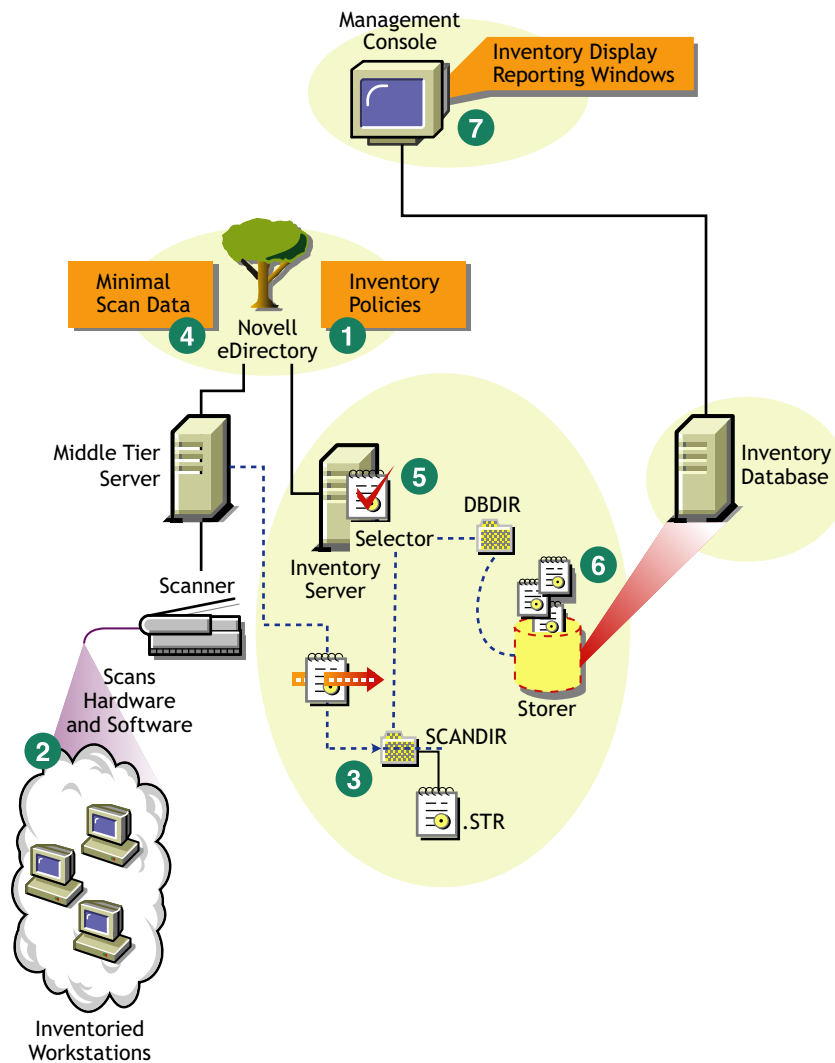 Management
Console
Inventory Display
Reporting Windows
7
Minimal
Scan Data
4
Novell
eDirectory
Inventory
Policies
1
Middle Tier
Server
5
Selector
Inventory
Server
DBDIR
6
Storer
Inventory
Database
Scanner
Scans
Hardware
and Software
2
SCANDIR
3
.STR
Inventoried
Workstations